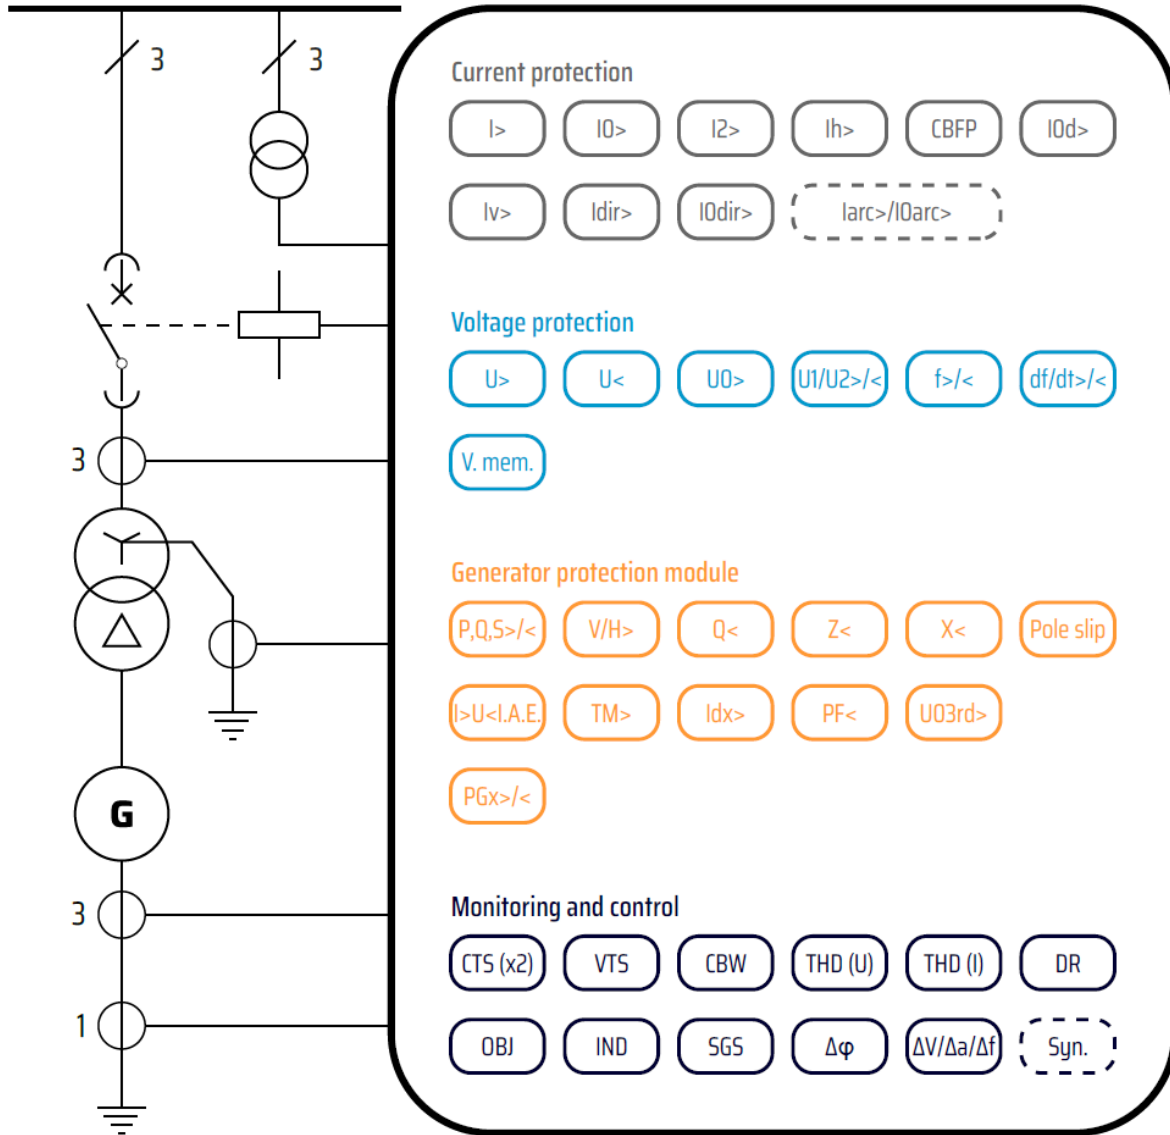 3
3
Current protection
I>
I0>
I2>
Ih>
CBFP
I0d>
Iv>
Idir>
I0dir>
Iarc>/I0arc>
Voltage protection
U>
U<
U0>
U1/U2>/<
f>/<
df/dt>/<
3
V. mem.
Generator protection module
P,Q,S>/<
V/H>
Q<
Z<
X<
Pole slip
I>U<I.A.E.
TM>
Idx>
PF<
U03rd>
PGx>/<
G
3
Monitoring and control
CTS (x2)
VTS
CBW
THD (U)
THD (I)
DR
1
OBJ
IND
SGS
Δφ
ΔV/Δa/Δf
Syn.